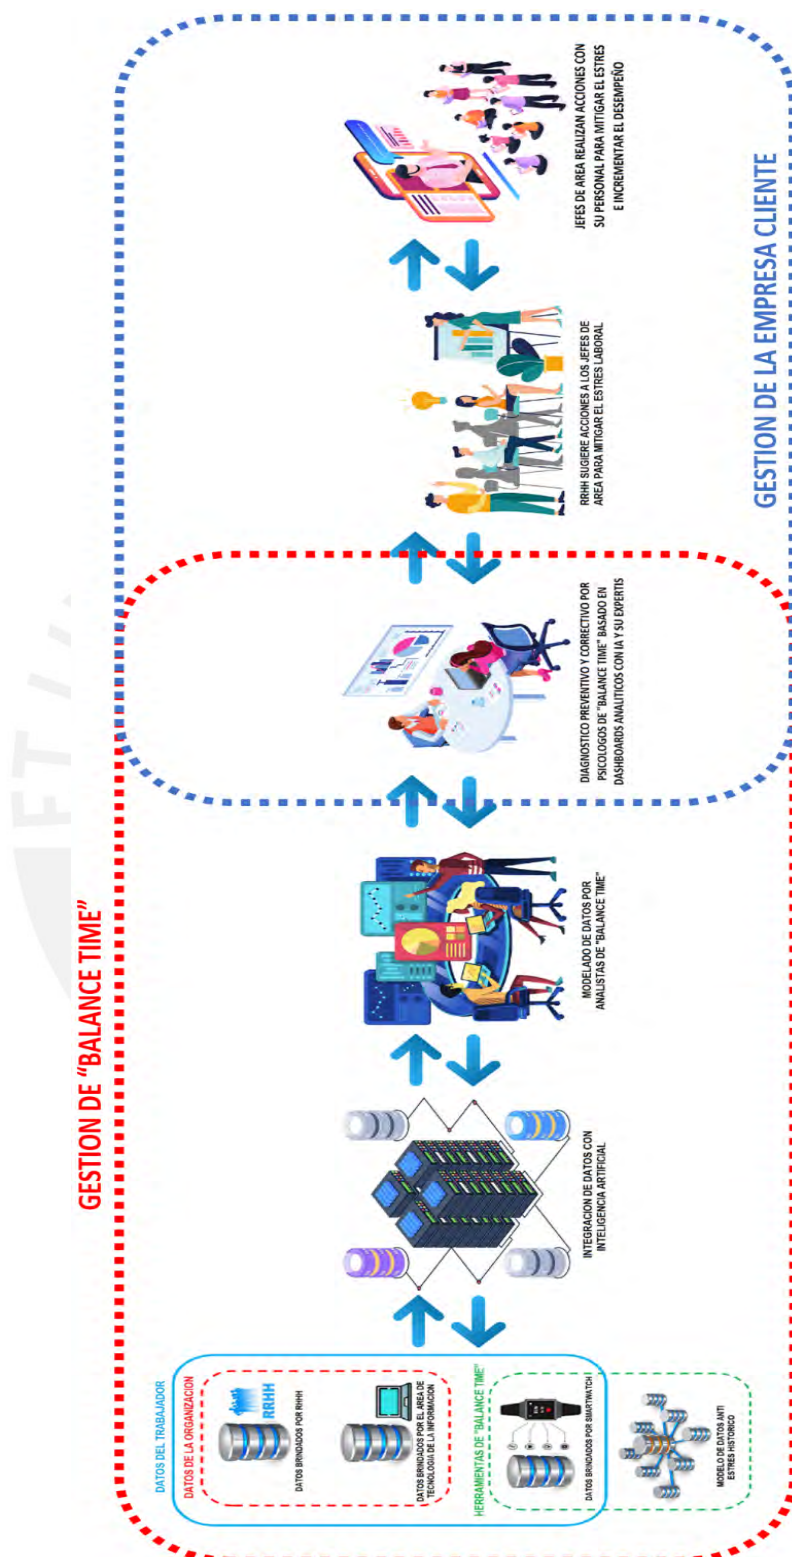 GESTION DE “BALANCE TIME”
GESTION DE LA EMPRESA CLIENTE
DATOS DEL TRABAJADOR
DATOS DE LA ORGANIZACION
RRHH
DATOS BRINDADOS POR RHHH
DATOS BRINDADOS POR EL AREA DE
TECNOLOGÍA DE LA INFORMACION
HERRAMIENTAS DE “BALANCE TIME”
DATOS BRINDADOS POR SMARTWATCH
MODELO DE DATOS ANTI
ESTRES HISTORICO
INTEGRACION DE DATOS CON
INTELIGENCIA ARTIFICIAL
MODELADO DE DATOS POR
ANALISTAS DE “BALANCE TIME”
DIAGNOSTICO PREVENTIVO Y CORRECTIVO POR
PSICOLOGOS DE “BALANCE TIME” BASADO EN
DASHBOARDS ANALITICOS CON IA Y SU EXPERTIS
RRHH SUGIERE ACCIONES A LOS JEFES DE
AREA PARA MITIGAR EL ESTRES LABORAL
JEFES DE AREA REALIZAN ACCIONES CON
SU PERSONAL PARA MITIGAR EL ESTRES
E INCREMENTAR EL DESEMPEÑO